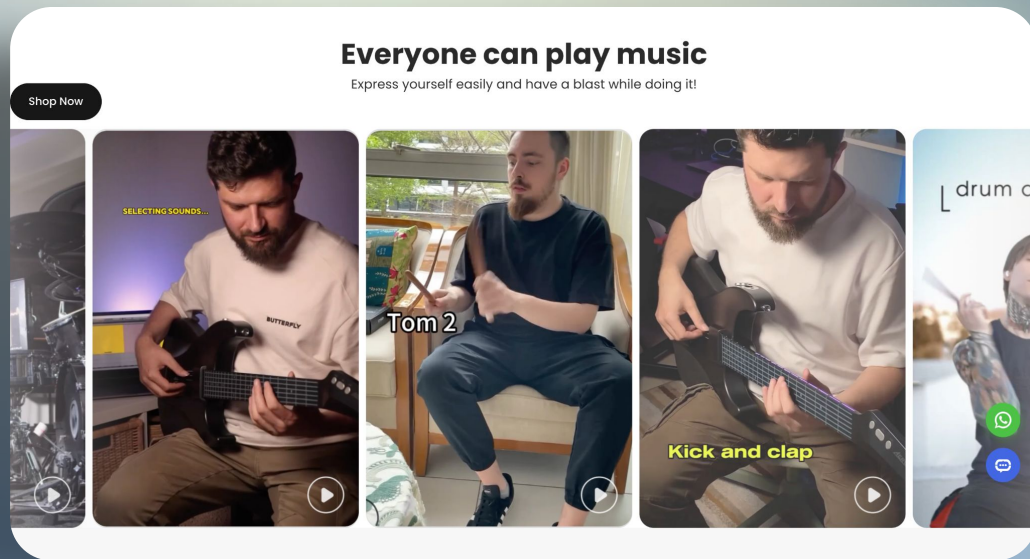 Everyone can play music
Express yourself easily and have a blast while doing it!
Shop Now
SELECTING SOUNDS...
BUTTERFLY
Tom 2
Kick and clap
drum